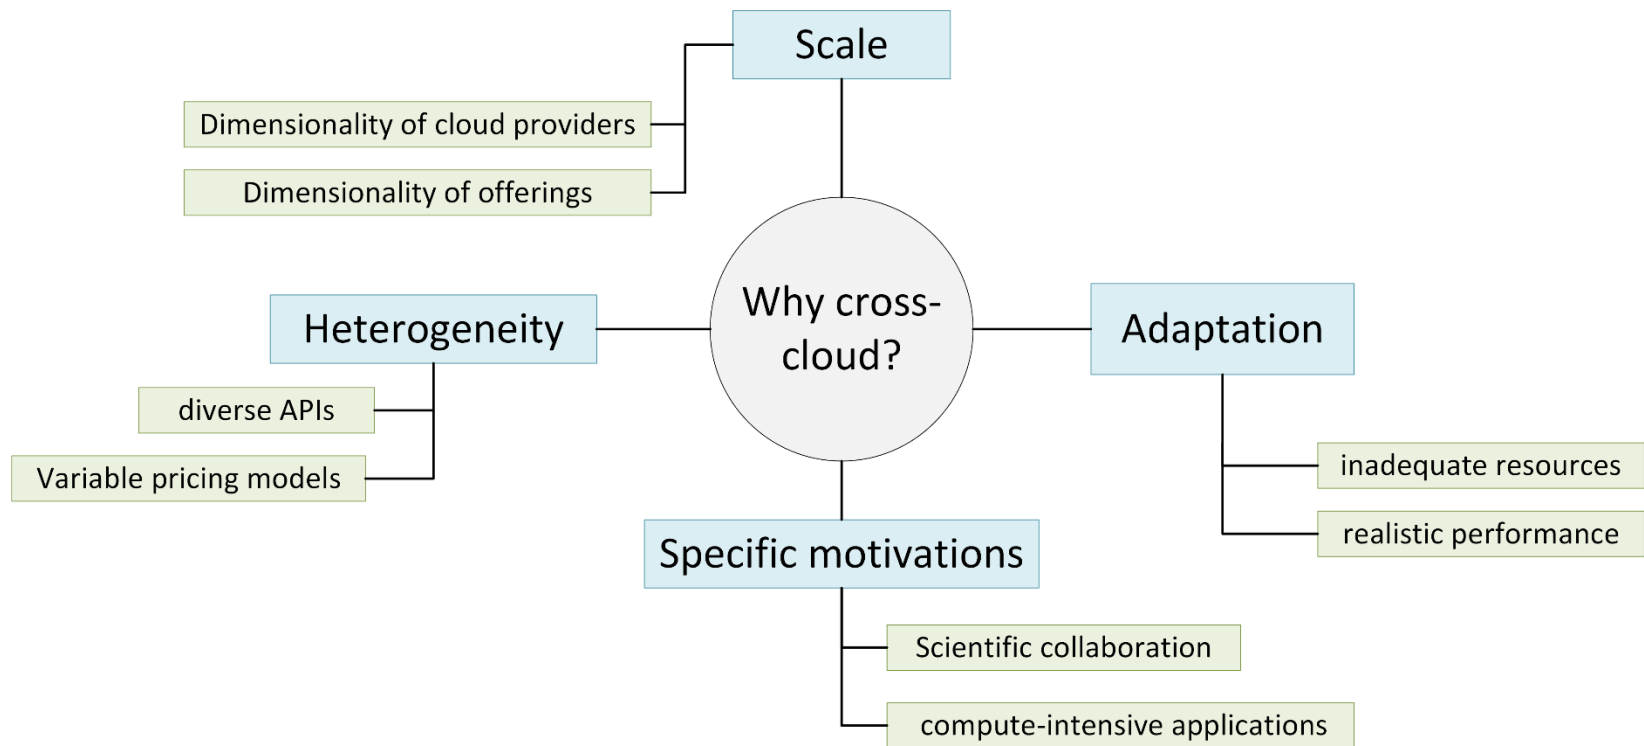 Scale
Dimensionality of cloud providers
Dimensionality of offerings
Why cross-
cloud?
Heterogeneity
diverse APIs
Variable pricing models
Adaptation
inadequate resources
realistic performance
Specific motivations
Scientific collaboration
compute-intensive applications